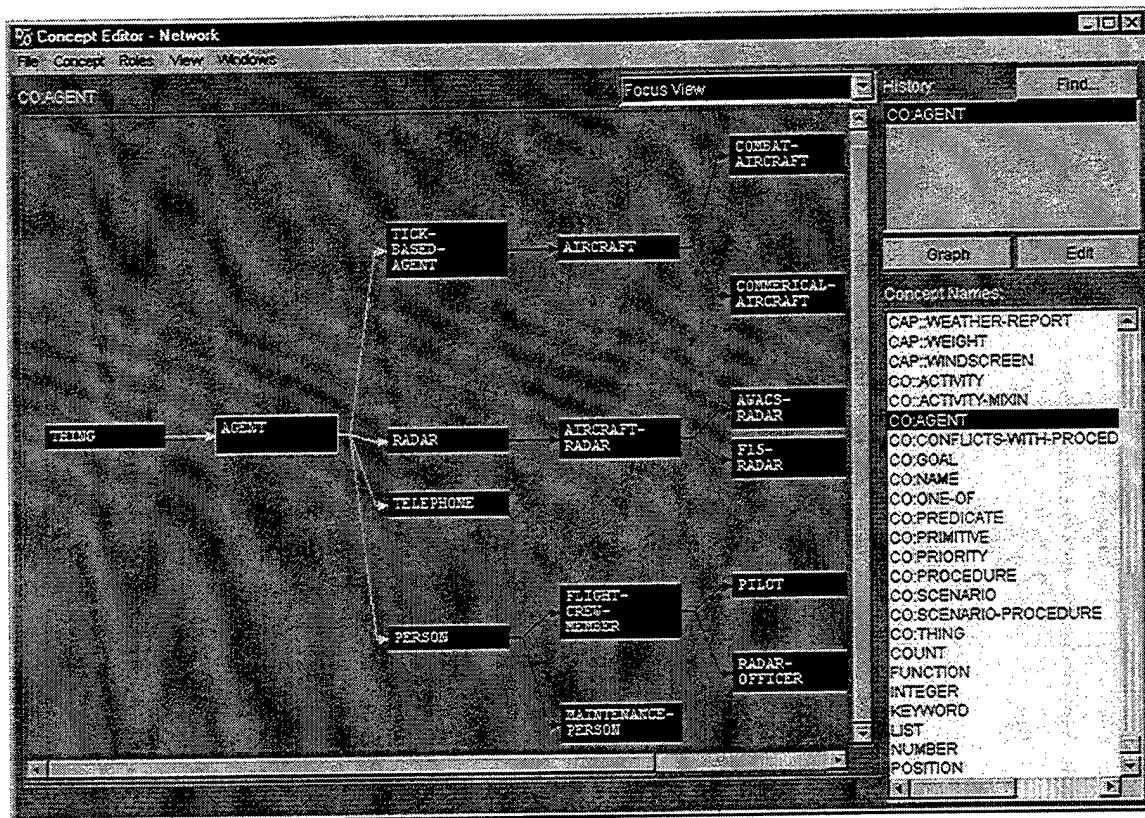 Concept Editor - Network
File Concept Roles View Windows
CO:AGENT
Focus View
History
Find...
CO:AGENT
Graph
Edit
Concept Names:
CAP::WEATHER-REPORT
CAP::WEIGHT
CAP::WINDSCREEN
CO::ACTIVITY
CO::ACTIVITY-MIXIN
CO:AGENT
CO:CONFLICTS-WITH-PROCED
CO:GOAL
CO:NAME
CO:ONE-OF
CO:PREDICATE
CO:PRIMITIVE
CO:PRIORITY
CO:PROCEDURE
CO:SCENARIO
CO:SCENARIO-PROCEDURE
CO:THING
COUNT
FUNCTION
INTEGER
KEYWORD
LIST
NUMBER
POSITION
THING
AGENT
TICK-
BASED-
AGENT
RADAR
TELEPHONE
PERSON
AIRCRAFT
AIRCRAFT-
RADAR
FLIGHT-
CREW-
MEMBER
MAINTENANCE-
PERSON
COMBAT-
AIRCRAFT
COMMERICAL-
AIRCRAFT
AWACS-
RADAR
F15-
RADAR
PILOT
RADAR-
OFFICER